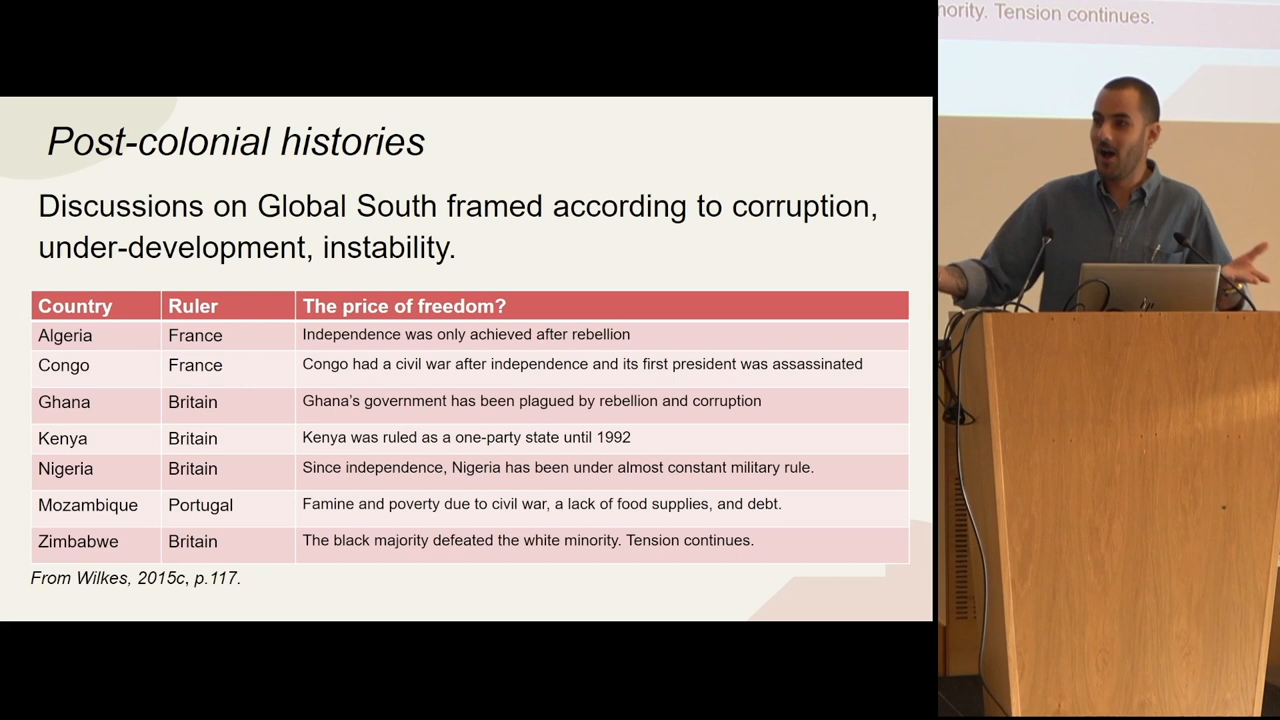 Post-colonial histories
Discussions on Global South framed according to corruption,
under-development, instability.
Country Ruler The price of freedom?
Algeria France Independence was only achieved after rebellion
Congo France Congo had a civil war after independence and its first president was assassinated
Ghana Britain Ghana's government has been plagued by rebellion and corruption
Kenya Britain Kenya was ruled as a one-party state until 1992
Nigeria Britain Since independence, Nigeria has been under almost constant military rule.
Mozambique Portugal Famine and poverty due to civil war, a lack of food supplies, and debt.
Zimbabwe Britain The black majority defeated the white minority. Tension continues.
From Wilkes, 2015c, p.117.
Tension continues.